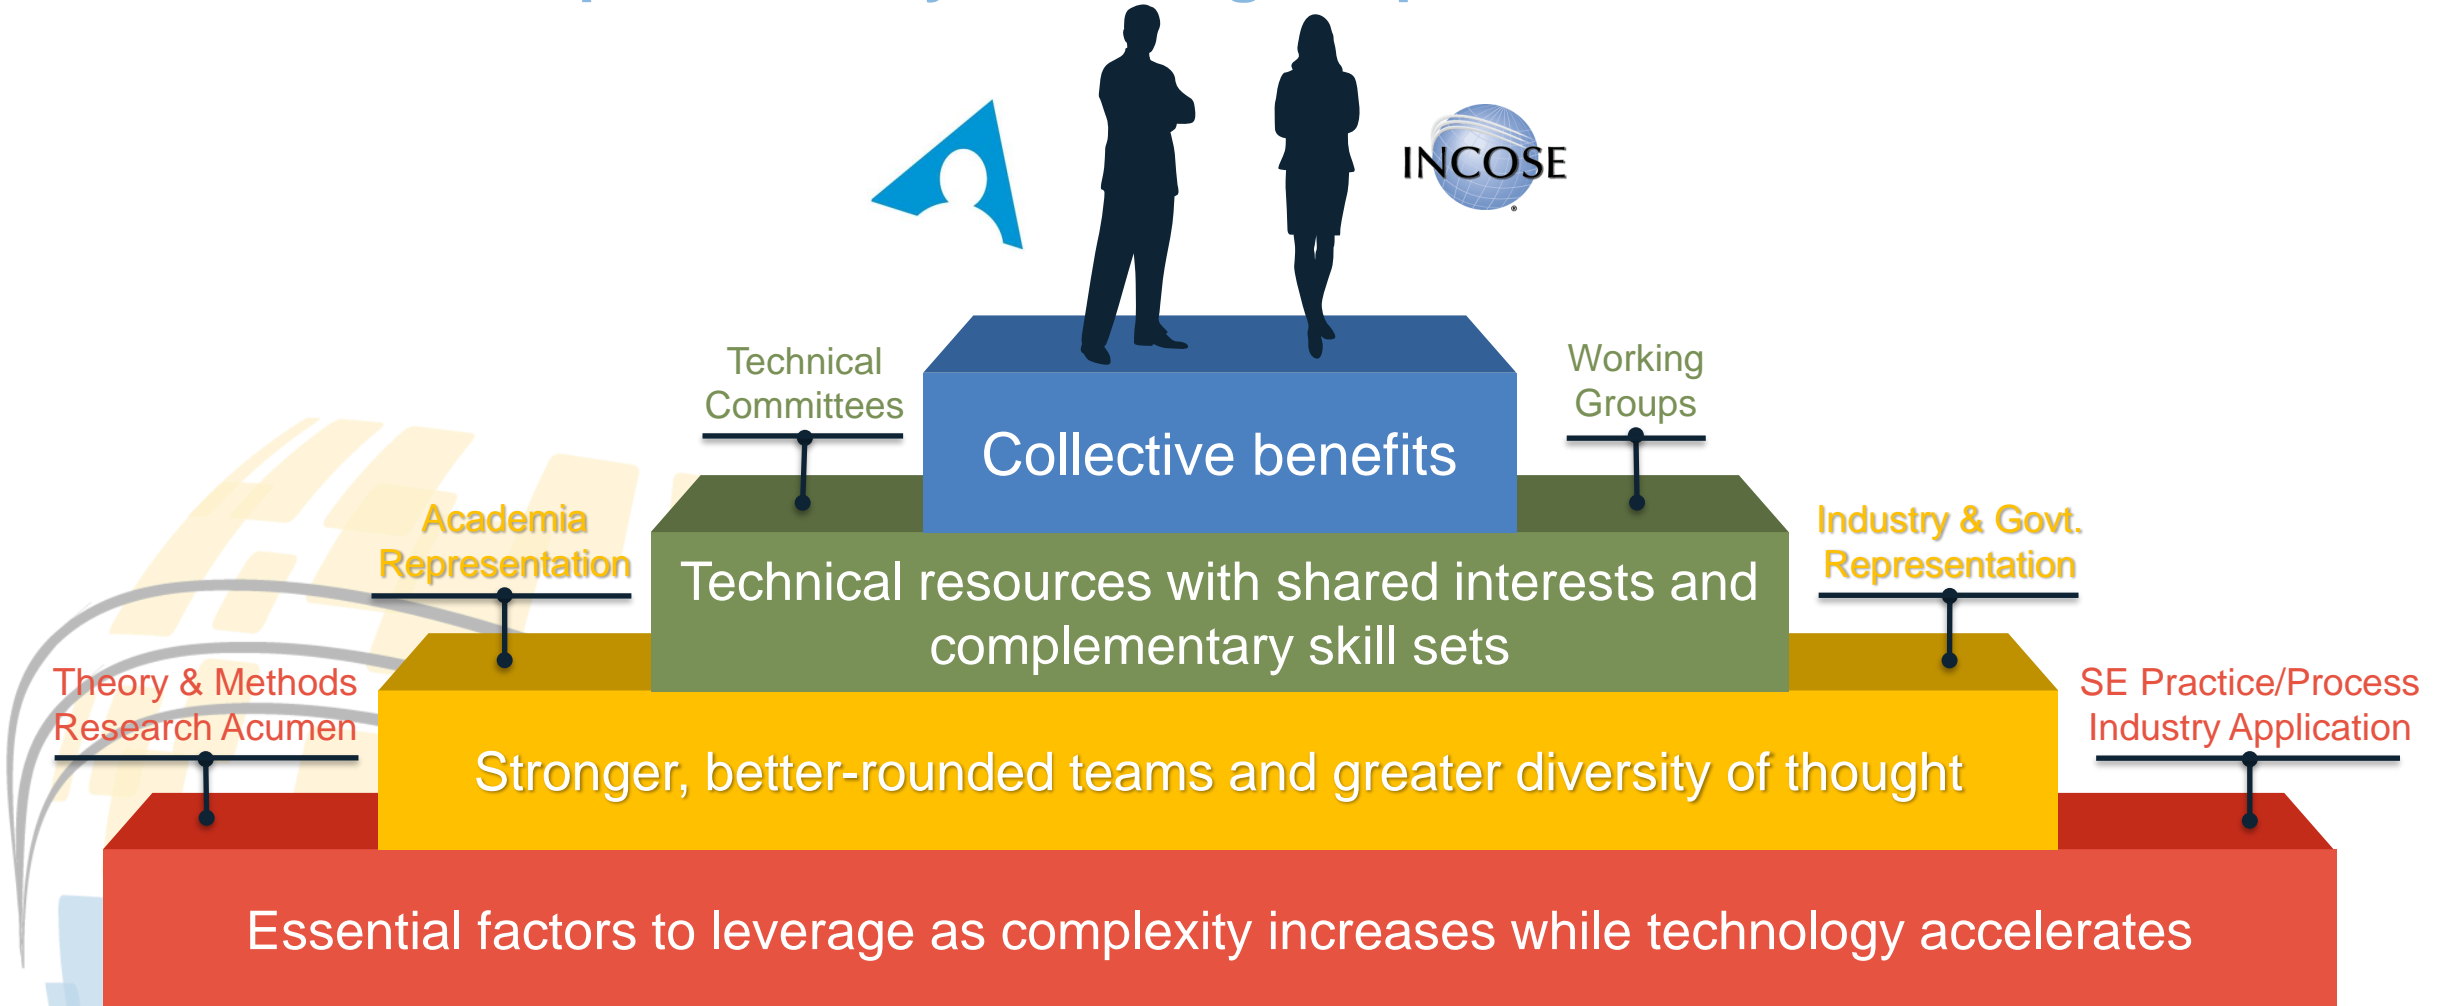 INCOSE
®
Technical
Committees
Working
Groups
Collective benefits
Academia
Representation
Industry & Govt.
Representation
Technical resources with shared interests and
complementary skill sets
Theory & Methods
Research Acumen
SE Practice/Process
Industry Application
Stronger, better-rounded teams and greater diversity of thought
Essential factors to leverage as complexity increases while technology accelerates